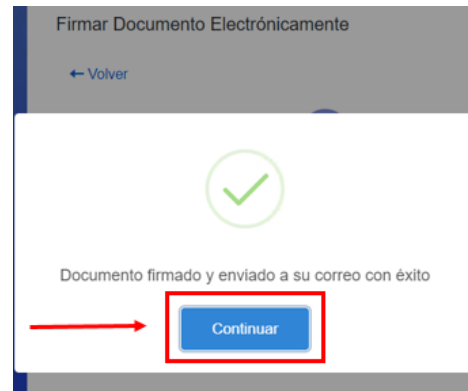 Firmar Documento Electrónicamente
← Volver
Documento firmado y enviado a su correo con éxito
Continuar